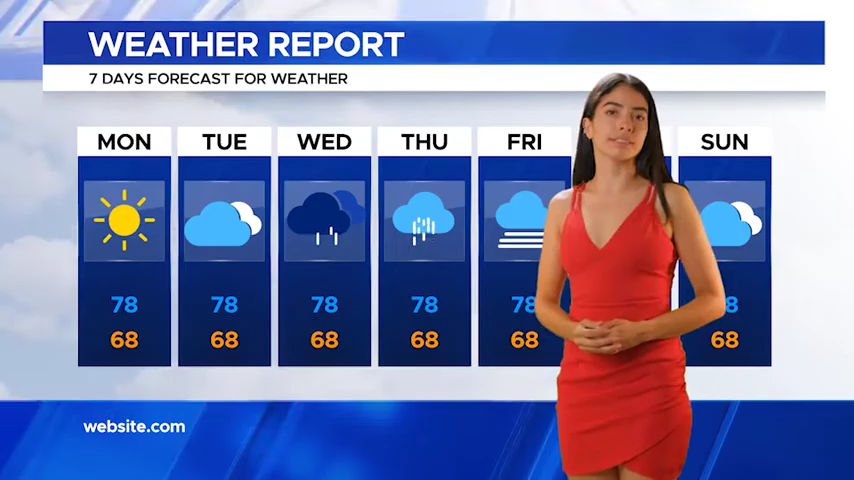 WEATHER REPORT
7 DAYS FORECAST FOR WEATHER
MON TUE WED THU FRI SUN
78 78 78 78 78 8
68 68 68 68 68 68
website.com